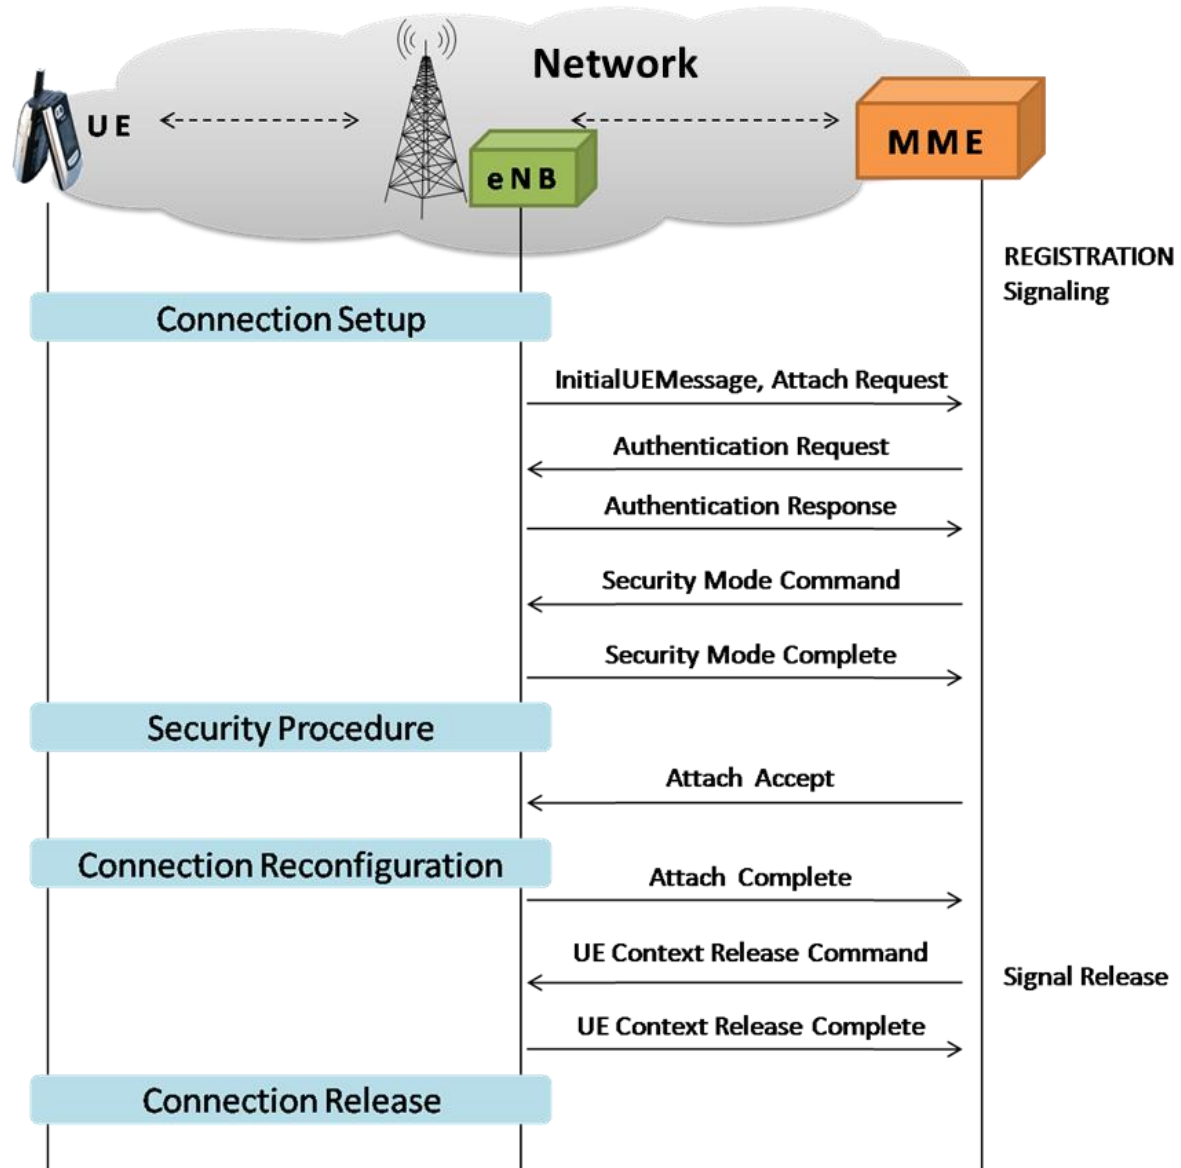 Network
UE
eNB
MME
REGISTRATION
Signaling
Connection Setup
InitialUEMessage, Attach Request
Authentication Request
Authentication Response
Security Mode Command
Security Mode Complete
Security Procedure
Attach Accept
Connection Reconfiguration
Attach Complete
UE Context Release Command
Signal Release
UE Context Release Complete
Connection Release